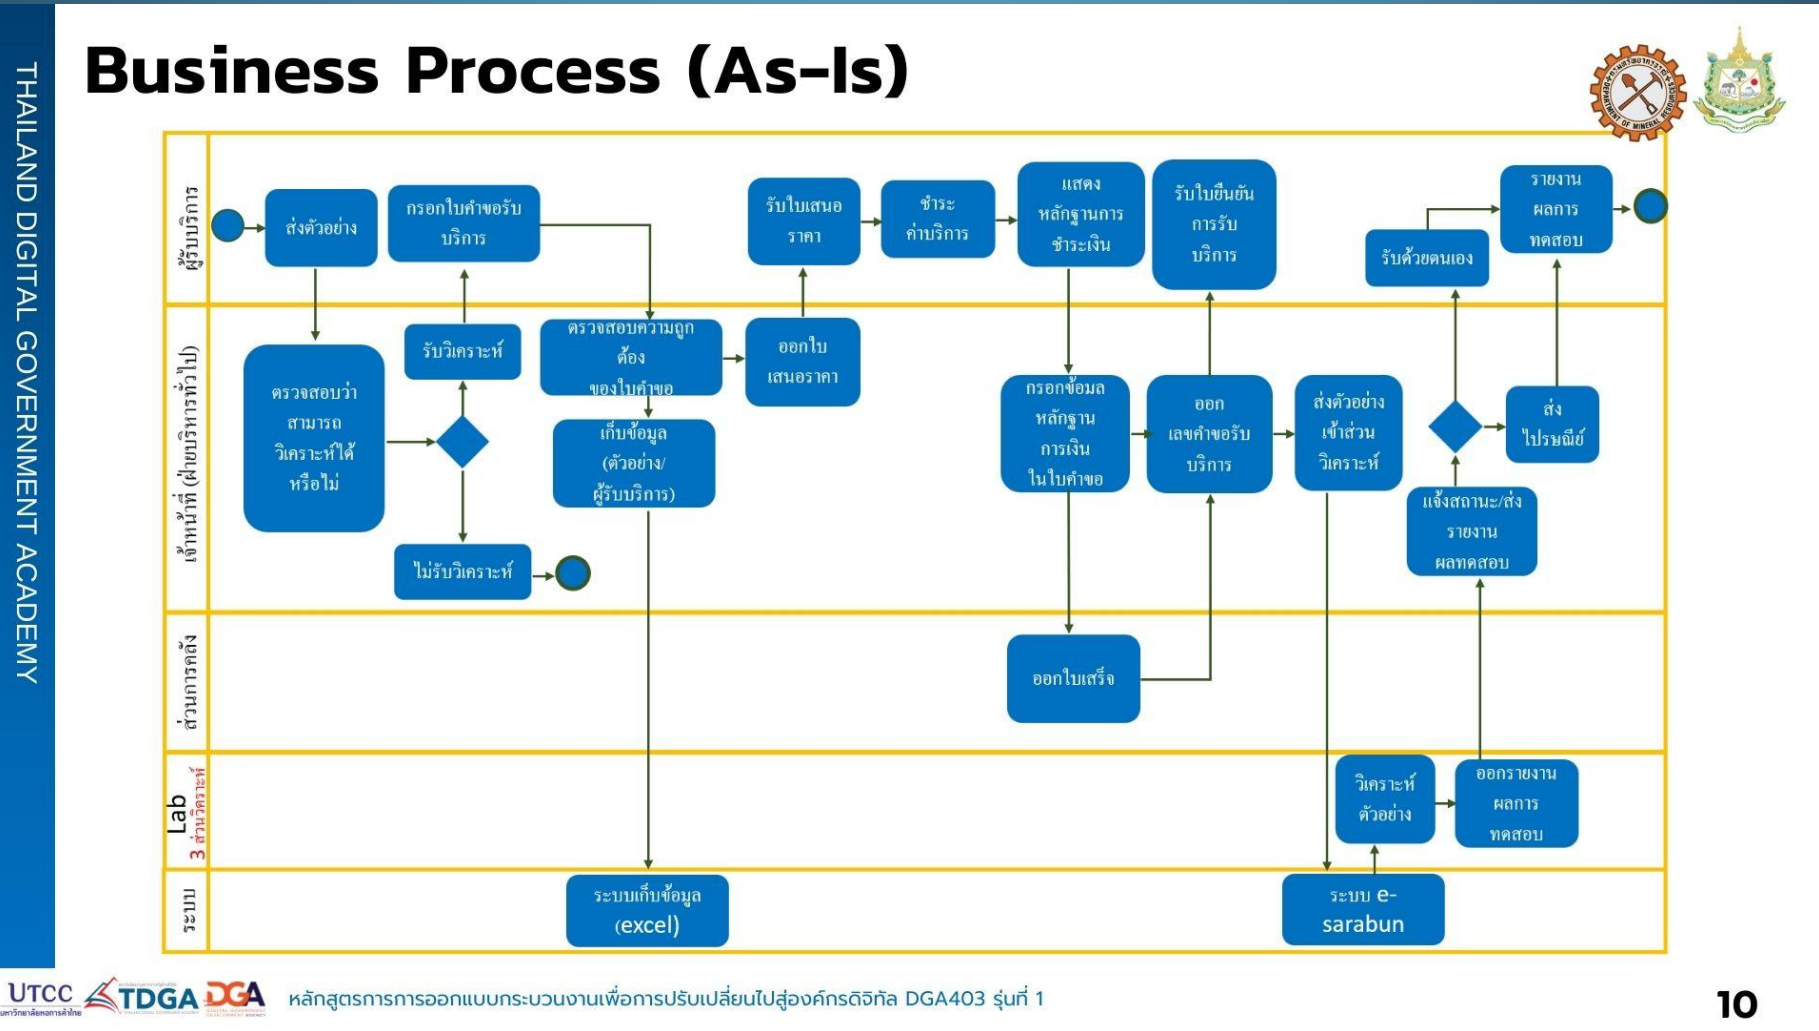 Business Process (As-Is)
THAILAND DIGITAL GOVERNMENT ACADEMY
DEPARTMENT OF MINERAL RESOURCES
ผู้รับบริการ
ส่งตัวอย่าง
กรอกใบคำขอรับ
บริการ
รับใบเสนอ
ราคา
ชำระ
ค่าบริการ
แสดง
หลักฐานการ
ชำระเงิน
รับใบยืนยัน
การรับ
บริการ
รับด้วยตนเอง
รายงาน
ผลการ
ทดสอบ
เจ้าหน้าที่ (ฝ่ายบริหารทั่วไป)
ตรวจสอบว่า
สามารถ
วิเคราะห์ได้
หรือไม่
รับวิเคราะห์
ไม่รับวิเคราะห์
ตรวจสอบความถูก
ต้อง
ของใบคำขอ
เก็บข้อมูล
(ตัวอย่าง/
ผู้รับบริการ)
ออกใบ
เสนอราคา
กรอกข้อมูล
หลักฐาน
การเงิน
ในใบคำขอ
ออก
เลขคำขอรับ
บริการ
ส่งตัวอย่าง
เข้าส่วน
วิเคราะห์
ส่ง
ไปรษณีย์
แจ้งสถานะ/ส่ง
รายงาน
ผลทดสอบ
ส่วนการคลัง
ออกใบเสร็จ
Lab
3 ส่วนวิเคราะห์
วิเคราะห์
ตัวอย่าง
ออกรายงาน
ผลการ
ทดสอบ
ระบบ
ระบบเก็บข้อมูล
(excel)
ระบบ e-
sarabun
UTCC
มหาวิทยาลัยหอการค้าไทย
TDGA
DGA
หลักสูตรการการออกแบบกระบวนงานเพื่อการปรับเปลี่ยนไปสู่องค์กรดิจิทัล DGA403 รุ่นที่ 1
10